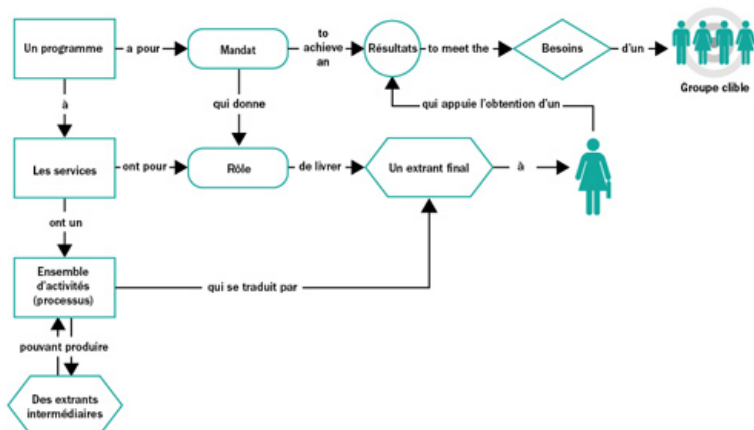 Un programme
a pour
Mandat
to
achieve
an
Résultats
to meet the
Besoins
d'un
Groupe clible
à
qui donne
qui appuie l'obtention d'un
Les services
ont pour
Rôle
de livrer
Un extrant final
à
ont un
Ensemble
d'activités
(processus)
qui se traduit par
pouvant produire
Des extrants
intermédiaires